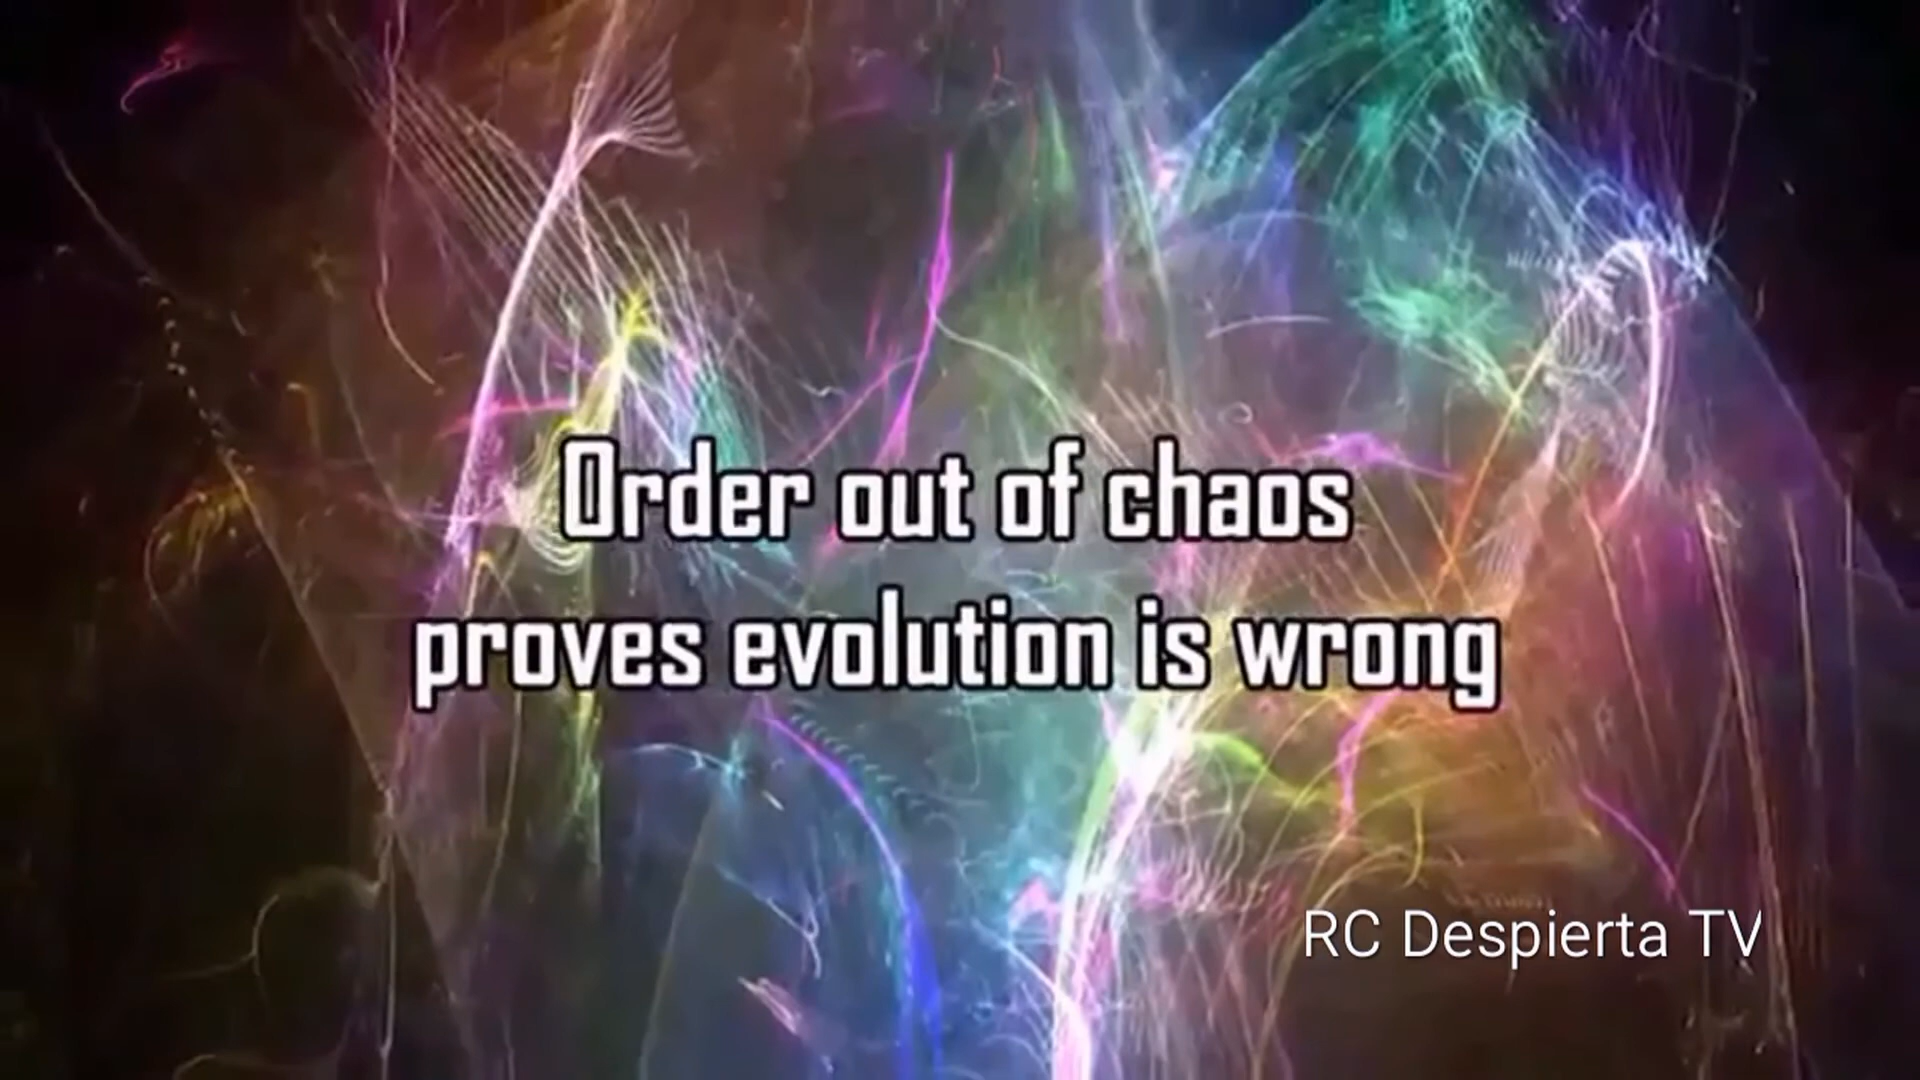 Order out of chaos
proves evolution is wrong
RC Despierta TV